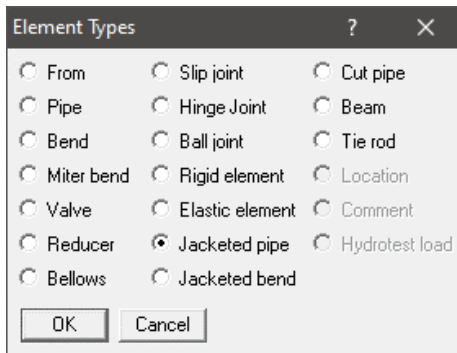 Element Types ?
From Slip joint Cut pipe
Pipe Hinge Joint Beam
Bend Ball joint Tie rod
Miter bend Rigid element Location
Valve Elastic element Comment
Reducer Jacketed pipe Hydrotest load
Bellows Jacketed bend
OK Cancel